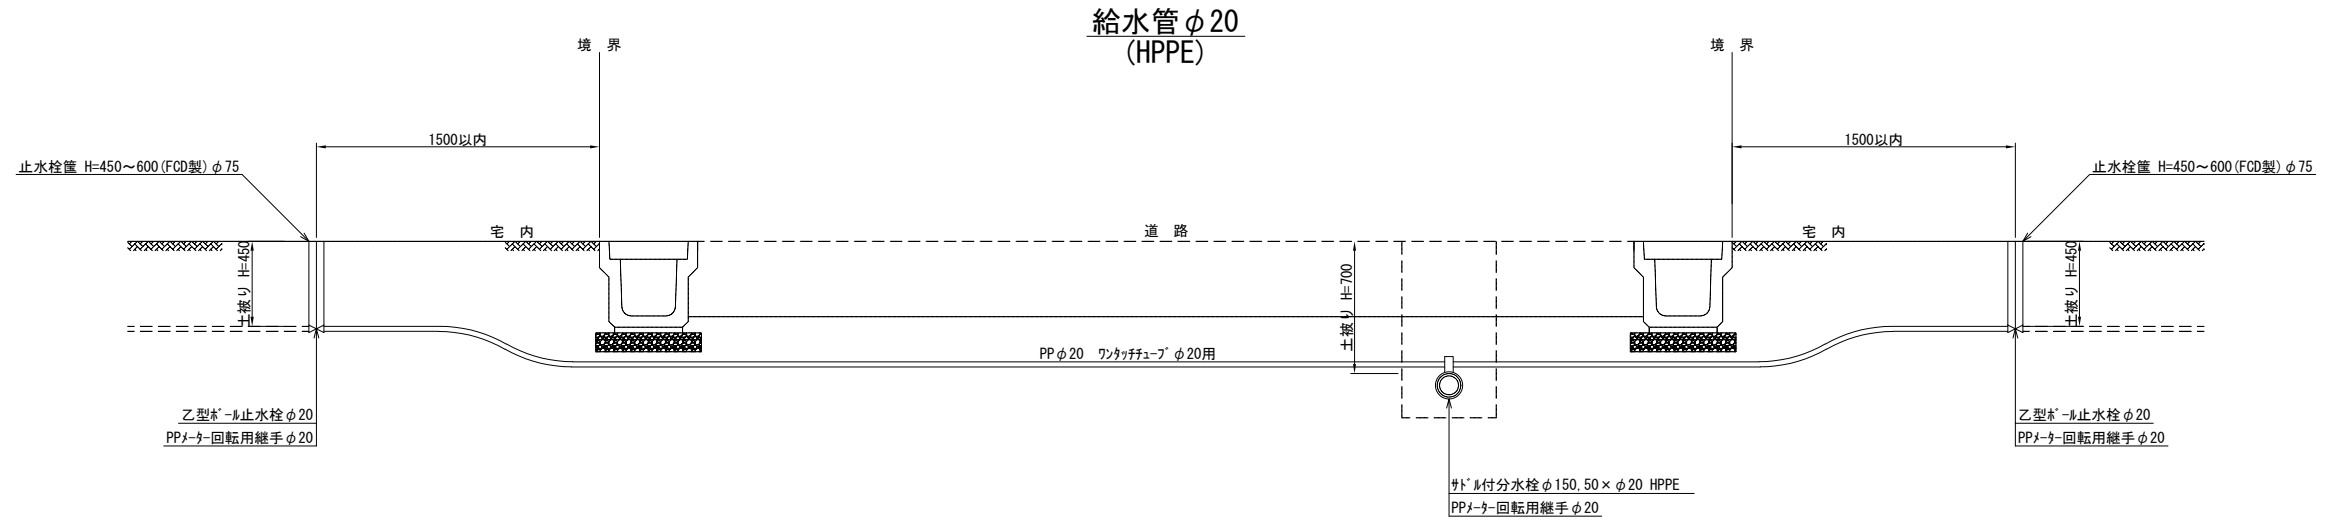 給水管φ20
(HPPE)
境 界
境 界
1500以内
1500以内
止水栓筐 H=450～600(FCD製)φ75
止水栓筐 H=450～600(FCD製)φ75
宅 内
道 路
宅 内
土被り H=450
土被り H=700
土被り H=450
PPφ20 ﾜﾝﾀｯﾁﾁｭｰﾌﾞφ20用
乙型ﾎﾞｰﾙ止水栓φ20
PPﾒｰﾀｰ回転用継手φ20
乙型ﾎﾞｰﾙ止水栓φ20
PPﾒｰﾀｰ回転用継手φ20
ｻﾄﾞﾙ付分水栓φ150,50×φ20 HPPE
PPﾒｰﾀｰ回転用継手φ20